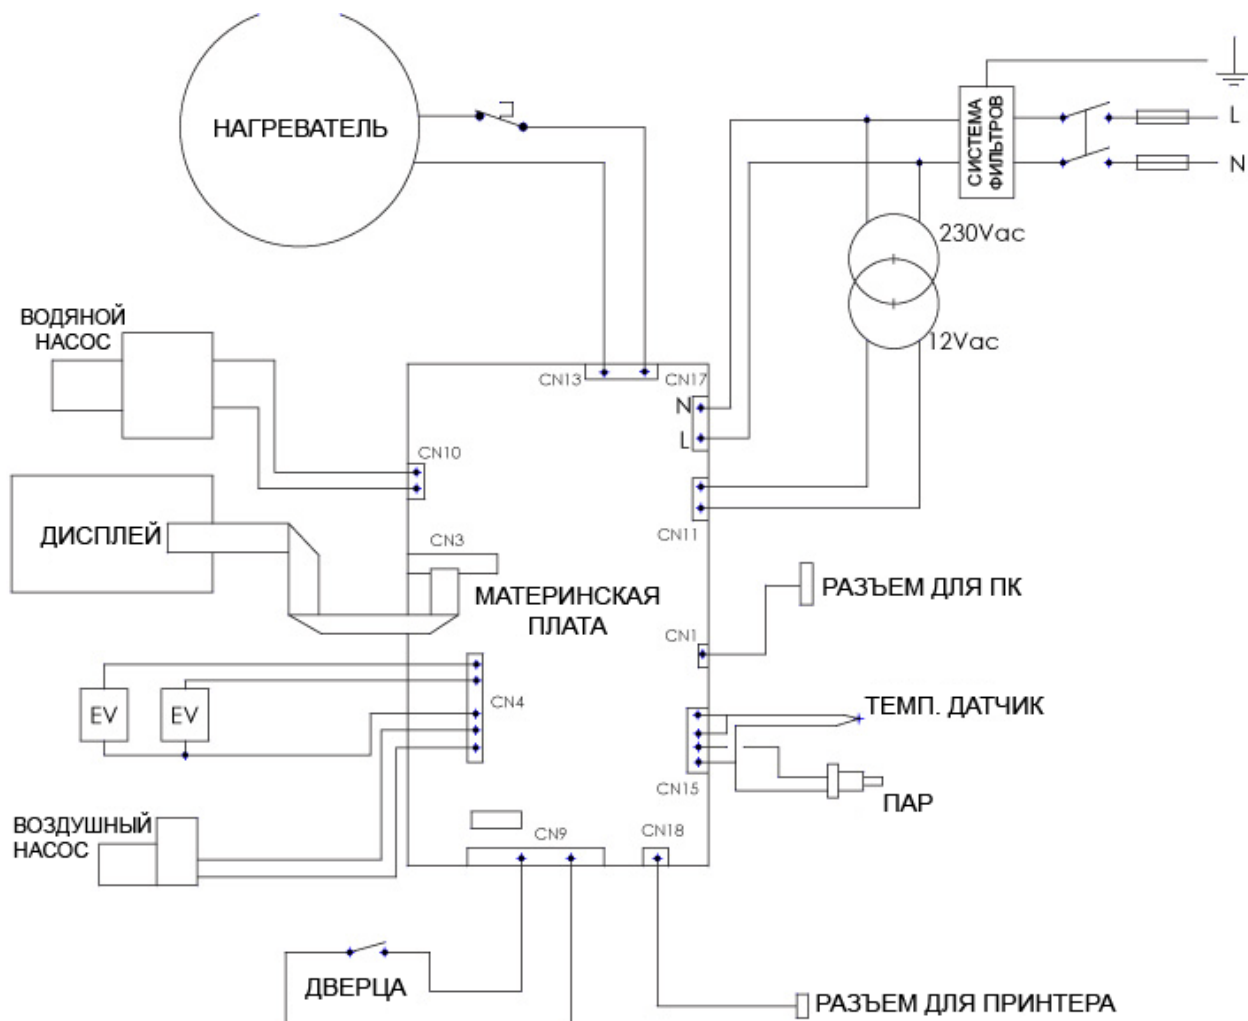 НАГРЕВАТЕЛЬ
СИСТЕМА
ФИЛЬТРОВ
L
N
230Vac
12Vac
ВОДЯНОЙ
НАСОС
CN13
CN17
N
L
CN10
CN11
ДИСПЛЕЙ
CN3
МАТЕРИНСКАЯ
ПЛАТА
РАЗЪЕМ ДЛЯ ПК
CN1
EV
EV
CN4
ТЕМП. ДАТЧИК
CN15
ПАР
ВОЗДУШНЫЙ
НАСОС
CN9
CN18
ДВЕРЦА
РАЗЪЕМ ДЛЯ ПРИНТЕРА